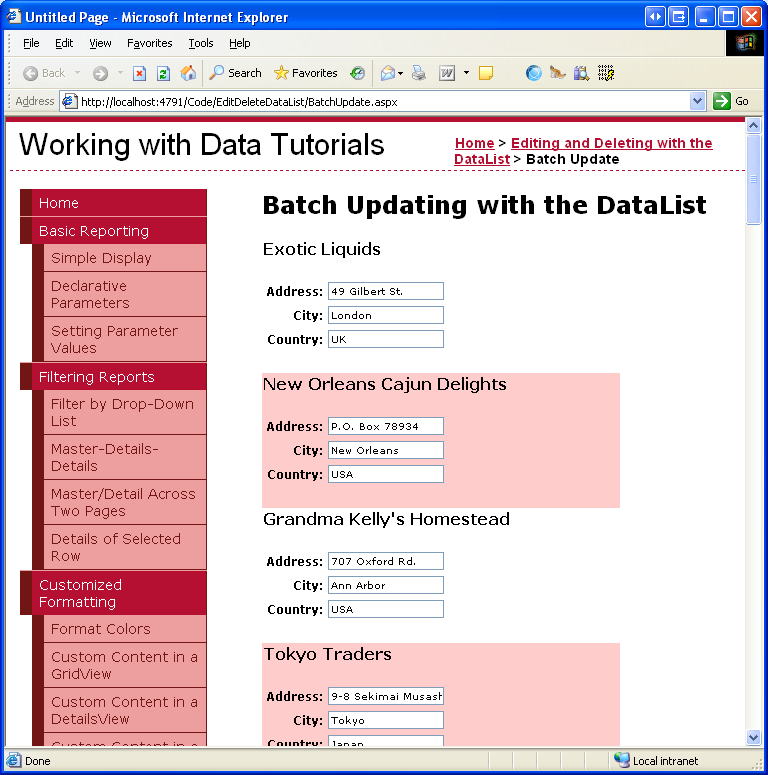 Untitled Page - Microsoft Internet Explorer
File Edit View Favorites Tools Help
Back Search Favorites
Address http://localhost:4791/Code/EditDeleteDataList/BatchUpdate.aspx Go
Working with Data Tutorials
Home > Editing and Deleting with the
DataList > Batch Update
Home
Basic Reporting
Simple Display
Declarative
Parameters
Setting Parameter
Values
Filtering Reports
Filter by Drop-Down
List
Master-Details-
Details
Master/Detail Across
Two Pages
Details of Selected
Row
Customized
Formatting
Format Colors
Custom Content in a
GridView
Custom Content in a
DetailsView
Custom Content in a
Batch Updating with the DataList
Exotic Liquids
Address: 49 Gilbert St.
City: London
Country: UK
New Orleans Cajun Delights
Address: P.O. Box 78934
City: New Orleans
Country: USA
Grandma Kelly's Homestead
Address: 707 Oxford Rd.
City: Ann Arbor
Country: USA
Tokyo Traders
Address: 9-8 Sekimai Musash
City: Tokyo
Country: Japan
Done Local intranet